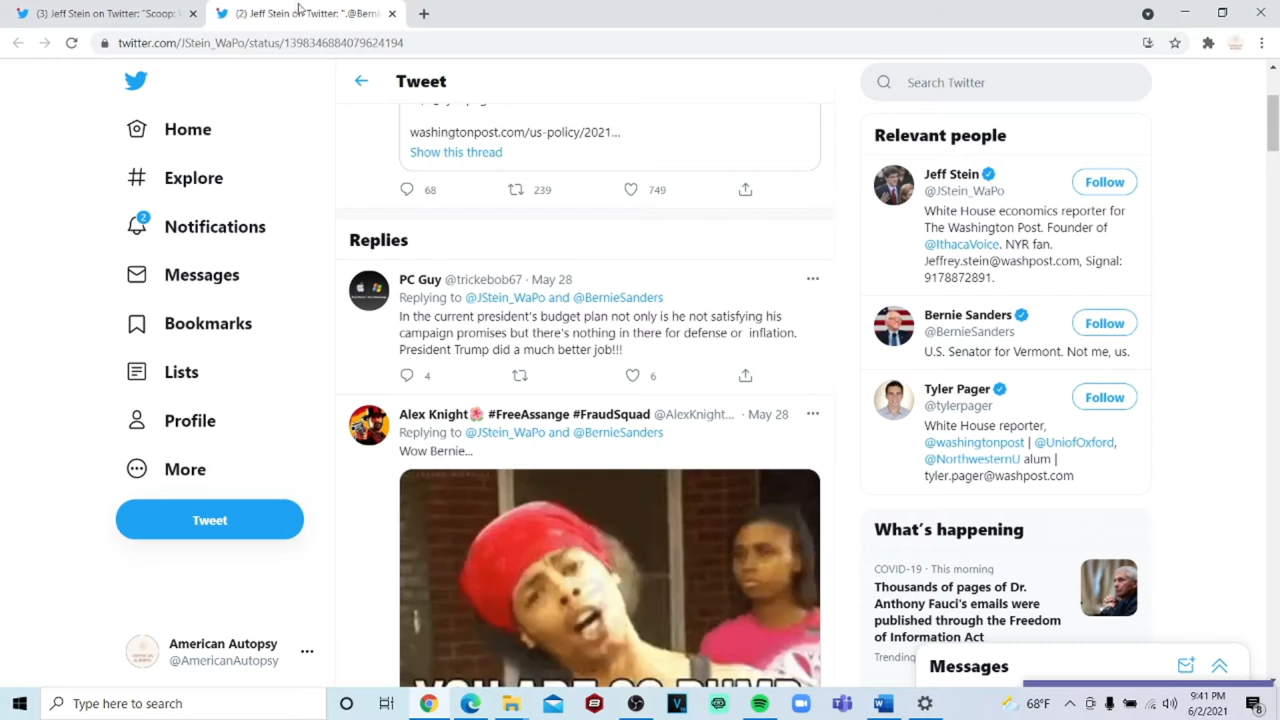 (3) Jeff Stein on Twitter: "Scoop:
(2) Jeff Stein on Twitter: ".@Berni
twitter.com/JStein_WaPo/status/1398346884079624194
Home
Explore
2
Notifications
Messages
Bookmarks
Lists
Profile
More
Tweet
American Autopsy
@AmericanAutopsy
Tweet
washingtonpost.com/us-policy/2021...
Show this thread
68
239
749
Replies
PC Guy @trickebob67 · May 28
Replying to @JStein_WaPo and @BernieSanders
In the current president's budget plan not only is he not satisfying his
campaign promises but there's nothing in there for defense or inflation.
President Trump did a much better job!!!
4
6
Alex Knight🌹 #FreeAssange #FraudSquad @AlexKnight... · May 28
Replying to @JStein_WaPo and @BernieSanders
Wow Bernie...
YOU ARE SO DUMB
Search Twitter
Relevant people
Jeff Stein
Follow
@JStein_WaPo
White House economics reporter for
The Washington Post. Founder of
@IthacaVoice. NYR fan.
Jeffrey.stein@washpost.com, Signal:
9178872891.
Bernie Sanders
Follow
@BernieSanders
U.S. Senator for Vermont. Not me, us.
Tyler Pager
Follow
@tylerpager
White House reporter,
@washingtonpost | @UniofOxford,
@NorthwesternU alum |
tyler.pager@washpost.com
What's happening
COVID-19 · This morning
Thousands of pages of Dr.
Anthony Fauci's emails were
published through the Freedom
of Information Act
Trending
Messages
Type here to search
68°F
9:41 PM
6/2/2021
8